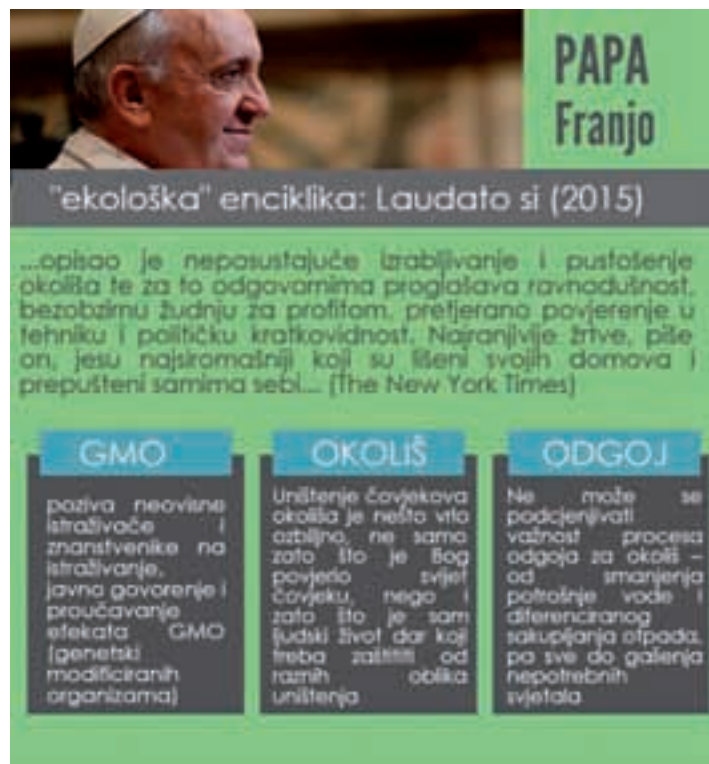 PAPA
Franjo
"ekološka" enciklika: Laudato si (2015)
...opisao je neposustajuće izrabljivanje i pustošenje
okoliša te za to odgovornima proglašava ravnodušnost,
bezobzirnu žudnju za profitom, pretjerano povjerenje u
tehniku i političku kratkovidnost. Najranjivije žrtve, piše
on, jesu najsiromašniji koji su lišeni svojih domova i
prepušteni samima sebi... (The New York Times)
GMO
poziva neovisne
istraživače i
znanstvenike na
istraživanje,
javna govorenje i
proučavanje
efekata GMO
(genetski
modificiranih
organizama)
OKOLIŠ
Uništenje čovjekova
okoliša je nešto vrlo
ozbiljno, ne samo
zato što je Bog
povjerio svijet
čovjeku, nego i
zato što je sam
ljudski život dar koji
treba zaštititi od
raznih oblika
uništenja
ODGOJ
Ne može se
podcjenjivati
važnost procesa
odgoja za okoliš –
od smanjenja
potrošnje vode i
diferenciranog
sakupljanja otpada,
pa sve do gašenja
nepotrebnih
svjetala